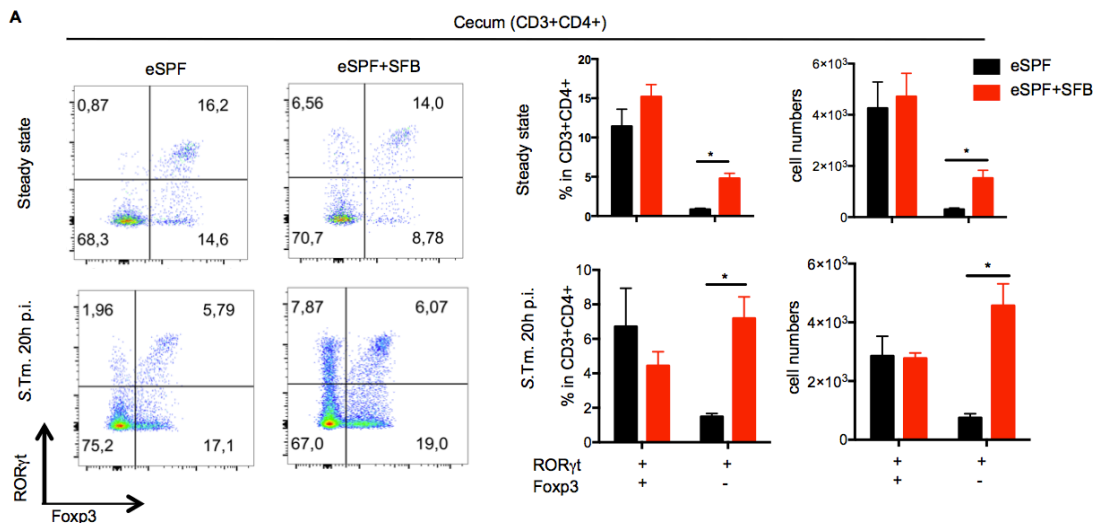 A
Cecum (CD3+CD4+)
eSPF
eSPF+SFB
Steady state
0,87
16,2
68,3
14,6
6,56
14,0
70,7
8,78
Steady state
% in CD3+CD4+
20
15
10
5
0
*
cell numbers
6×10³
4×10³
2×10³
0
*
eSPF
eSPF+SFB
S.Tm. 20h p.i.
1,96
5,79
75,2
17,1
7,87
6,07
67,0
19,0
S.Tm. 20h p.i.
% in CD3+CD4+
10
8
6
4
2
0
*
cell numbers
6×10³
4×10³
2×10³
0
*
RORγt
Foxp3
RORγt + +
Foxp3 + -
+ +
+ -